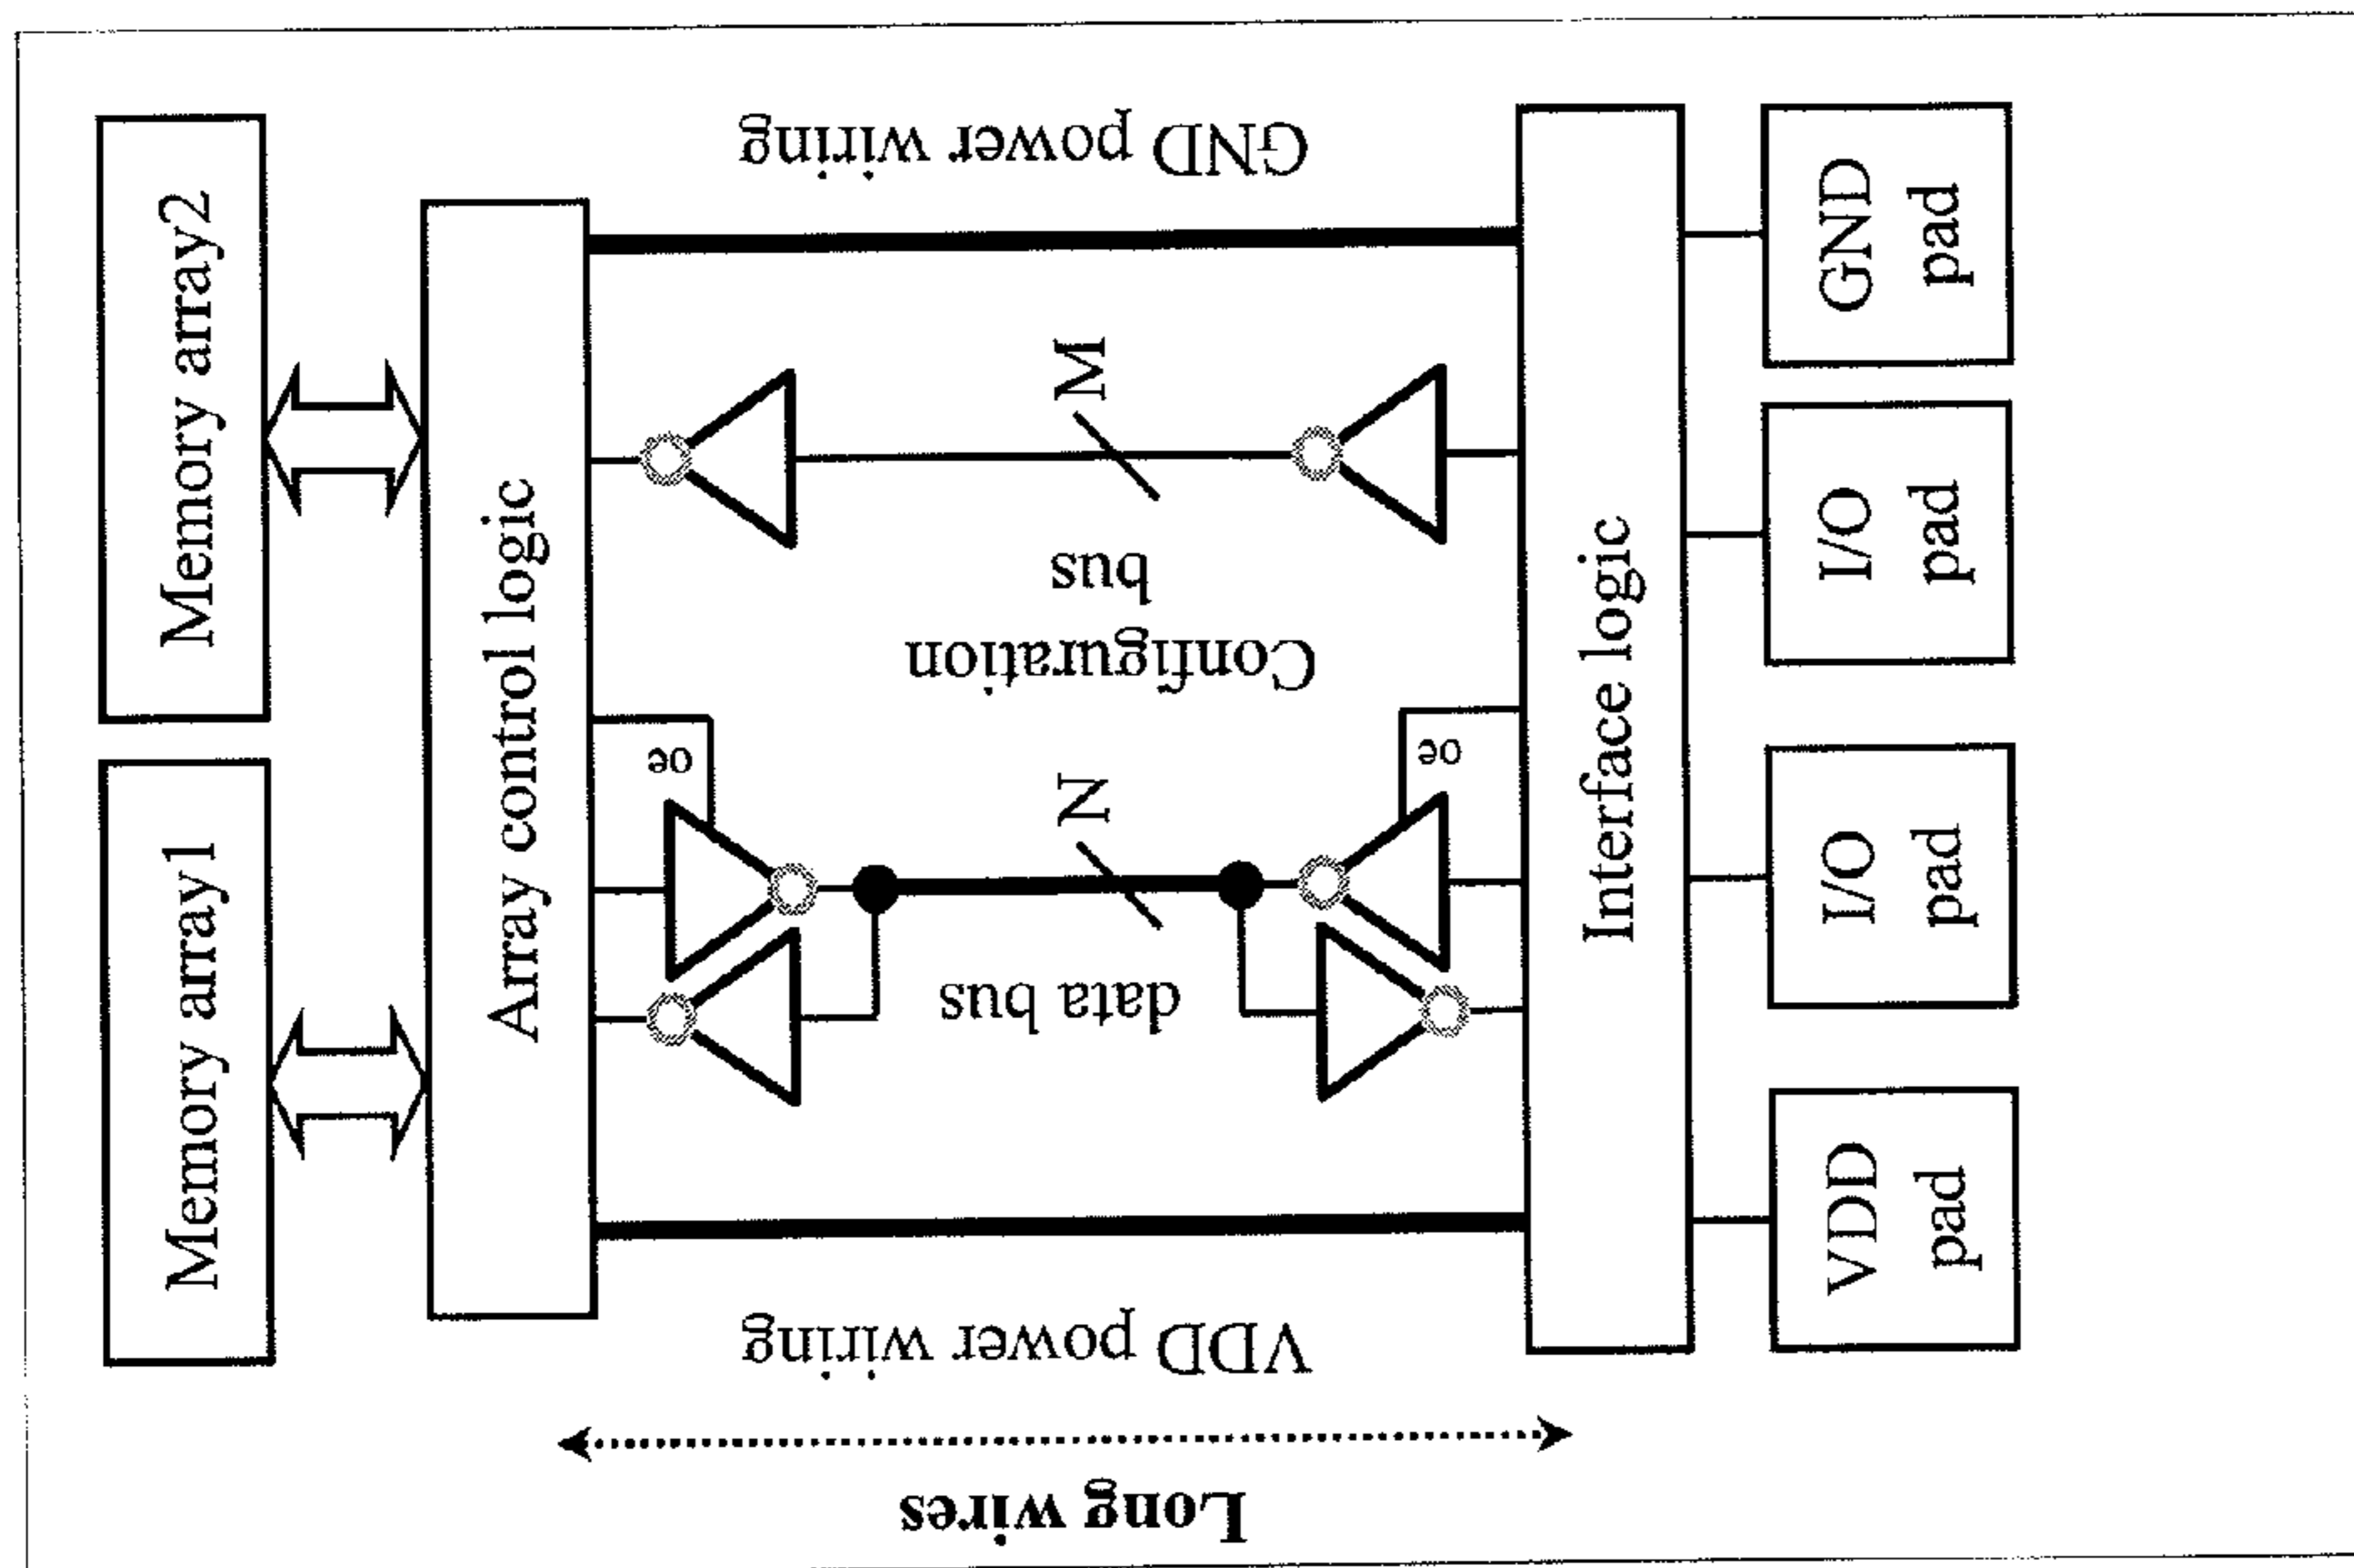 Memory array1
Memory array2
Array control logic
VDD power wiring
GND power wiring
oe
oe
data bus
N
Configuration
bus
M
Long wires
Interface logic
VDD
pad
I/O
pad
I/O
pad
GND
pad